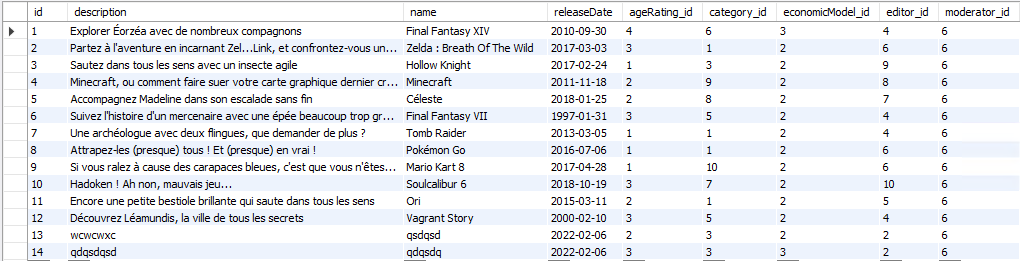 id description name releaseDate ageRating_id category_id economicModel_id editor_id moderator_id
1 Explorer Éorzéa avec de nombreux compagnons Final Fantasy XIV 2010-09-30 4 6 3 4 6
2 Partez à l'aventure en incarnant Zel...Link, et confrontez-vous un... Zelda : Breath Of The Wild 2017-03-03 3 1 2 6 6
3 Sautez dans tous les sens avec un insecte agile Hollow Knight 2017-02-24 1 3 2 9 6
4 Minecraft, ou comment faire suer votre carte graphique dernier cr... Minecraft 2011-11-18 2 9 2 8 6
5 Accompagnez Madeline dans son escalade sans fin Céleste 2018-01-25 2 8 2 7 6
6 Suivez l'histoire d'un mercenaire avec une épée beaucoup trop gr... Final Fantasy VII 1997-01-31 3 5 2 4 6
7 Une archéologue avec deux flingues, que demander de plus ? Tomb Raider 2013-03-05 1 1 2 4 6
8 Attrapez-les (presque) tous ! Et (presque) en vrai ! Pokémon Go 2016-07-06 1 1 2 6 6
9 Si vous ralez à cause des carapaces bleues, c'est que vous n'êtes... Mario Kart 8 2017-04-28 1 10 2 6 6
10 Hadoken ! Ah non, mauvais jeu... Soulcalibur 6 2018-10-19 3 7 2 10 6
11 Encore une petite bestiole brillante qui saute dans tous les sens Ori 2015-03-11 2 1 2 5 6
12 Découvrez Léamundis, la ville de tous les secrets Vagrant Story 2000-02-10 3 5 2 4 6
13 wcwcwxc qsdqsd 2022-02-06 2 3 2 2 6
14 qdqsdqsd qdqsdq 2022-02-06 3 3 3 2 6